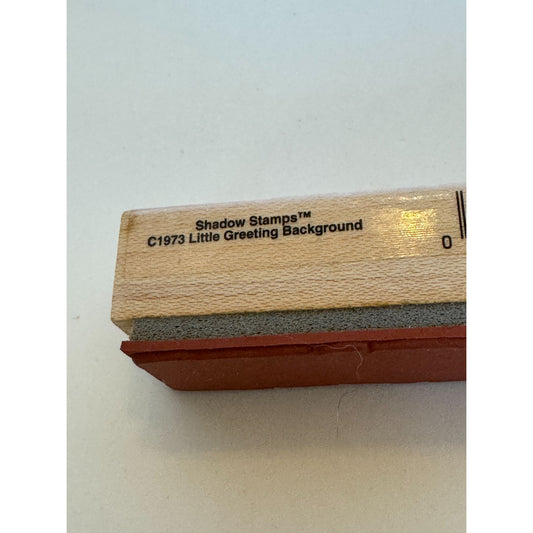 Shadow Stamps™
C1973 Little Greeting Background
0